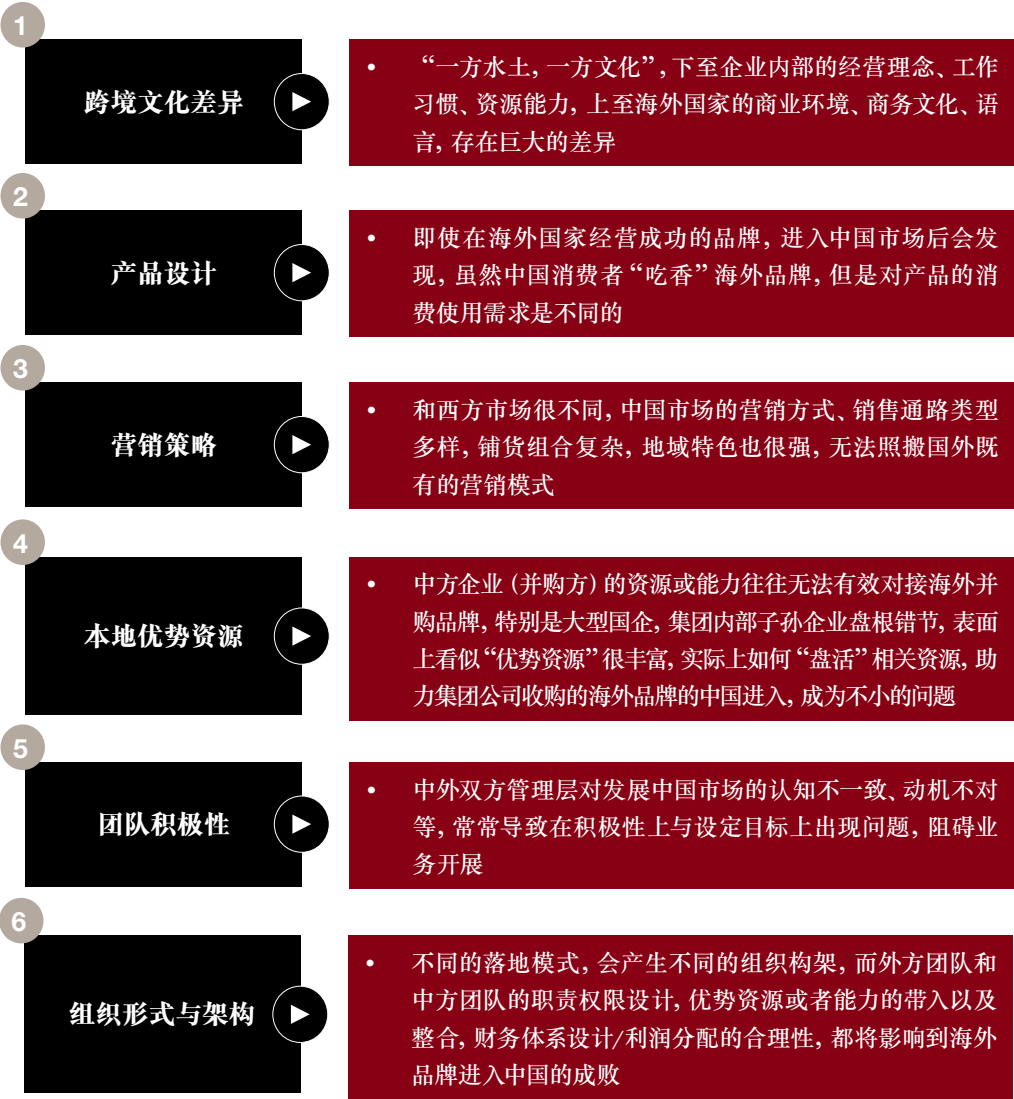 1
跨境文化差异
• “一方水土,一方文化”,下至企业内部的经营理念、工作
习惯、资源能力,上至海外国家的商业环境、商务文化、语
言,存在巨大的差异
2
产品设计
• 即使在海外国家经营成功的品牌,进入中国市场后会发
现,虽然中国消费者“吃香”海外品牌,但是对产品的消
费使用需求是不同的
3
营销策略
• 和西方市场很不同,中国市场的营销方式、销售通路类型
多样,铺货组合复杂,地域特色也很强,无法照搬国外既
有的营销模式
4
本地优势资源
• 中方企业(并购方)的资源或能力往往无法有效对接海外并
购品牌,特别是大型国企,集团内部子孙企业盘根错节,表面
上看似“优势资源”很丰富,实际上如何“盘活”相关资源,助
力集团公司收购的海外品牌的中国进入,成为不小的问题
5
团队积极性
• 中外双方管理层对发展中国市场的认知不一致、动机不对
等,常常导致在积极性上与设定目标上出现问题,阻碍业
务开展
6
组织形式与架构
• 不同的落地模式,会产生不同的组织构架,而外方团队和
中方团队的职责权限设计,优势资源或者能力的带入以及
整合,财务体系设计/利润分配的合理性,都将影响到海外
品牌进入中国的成败